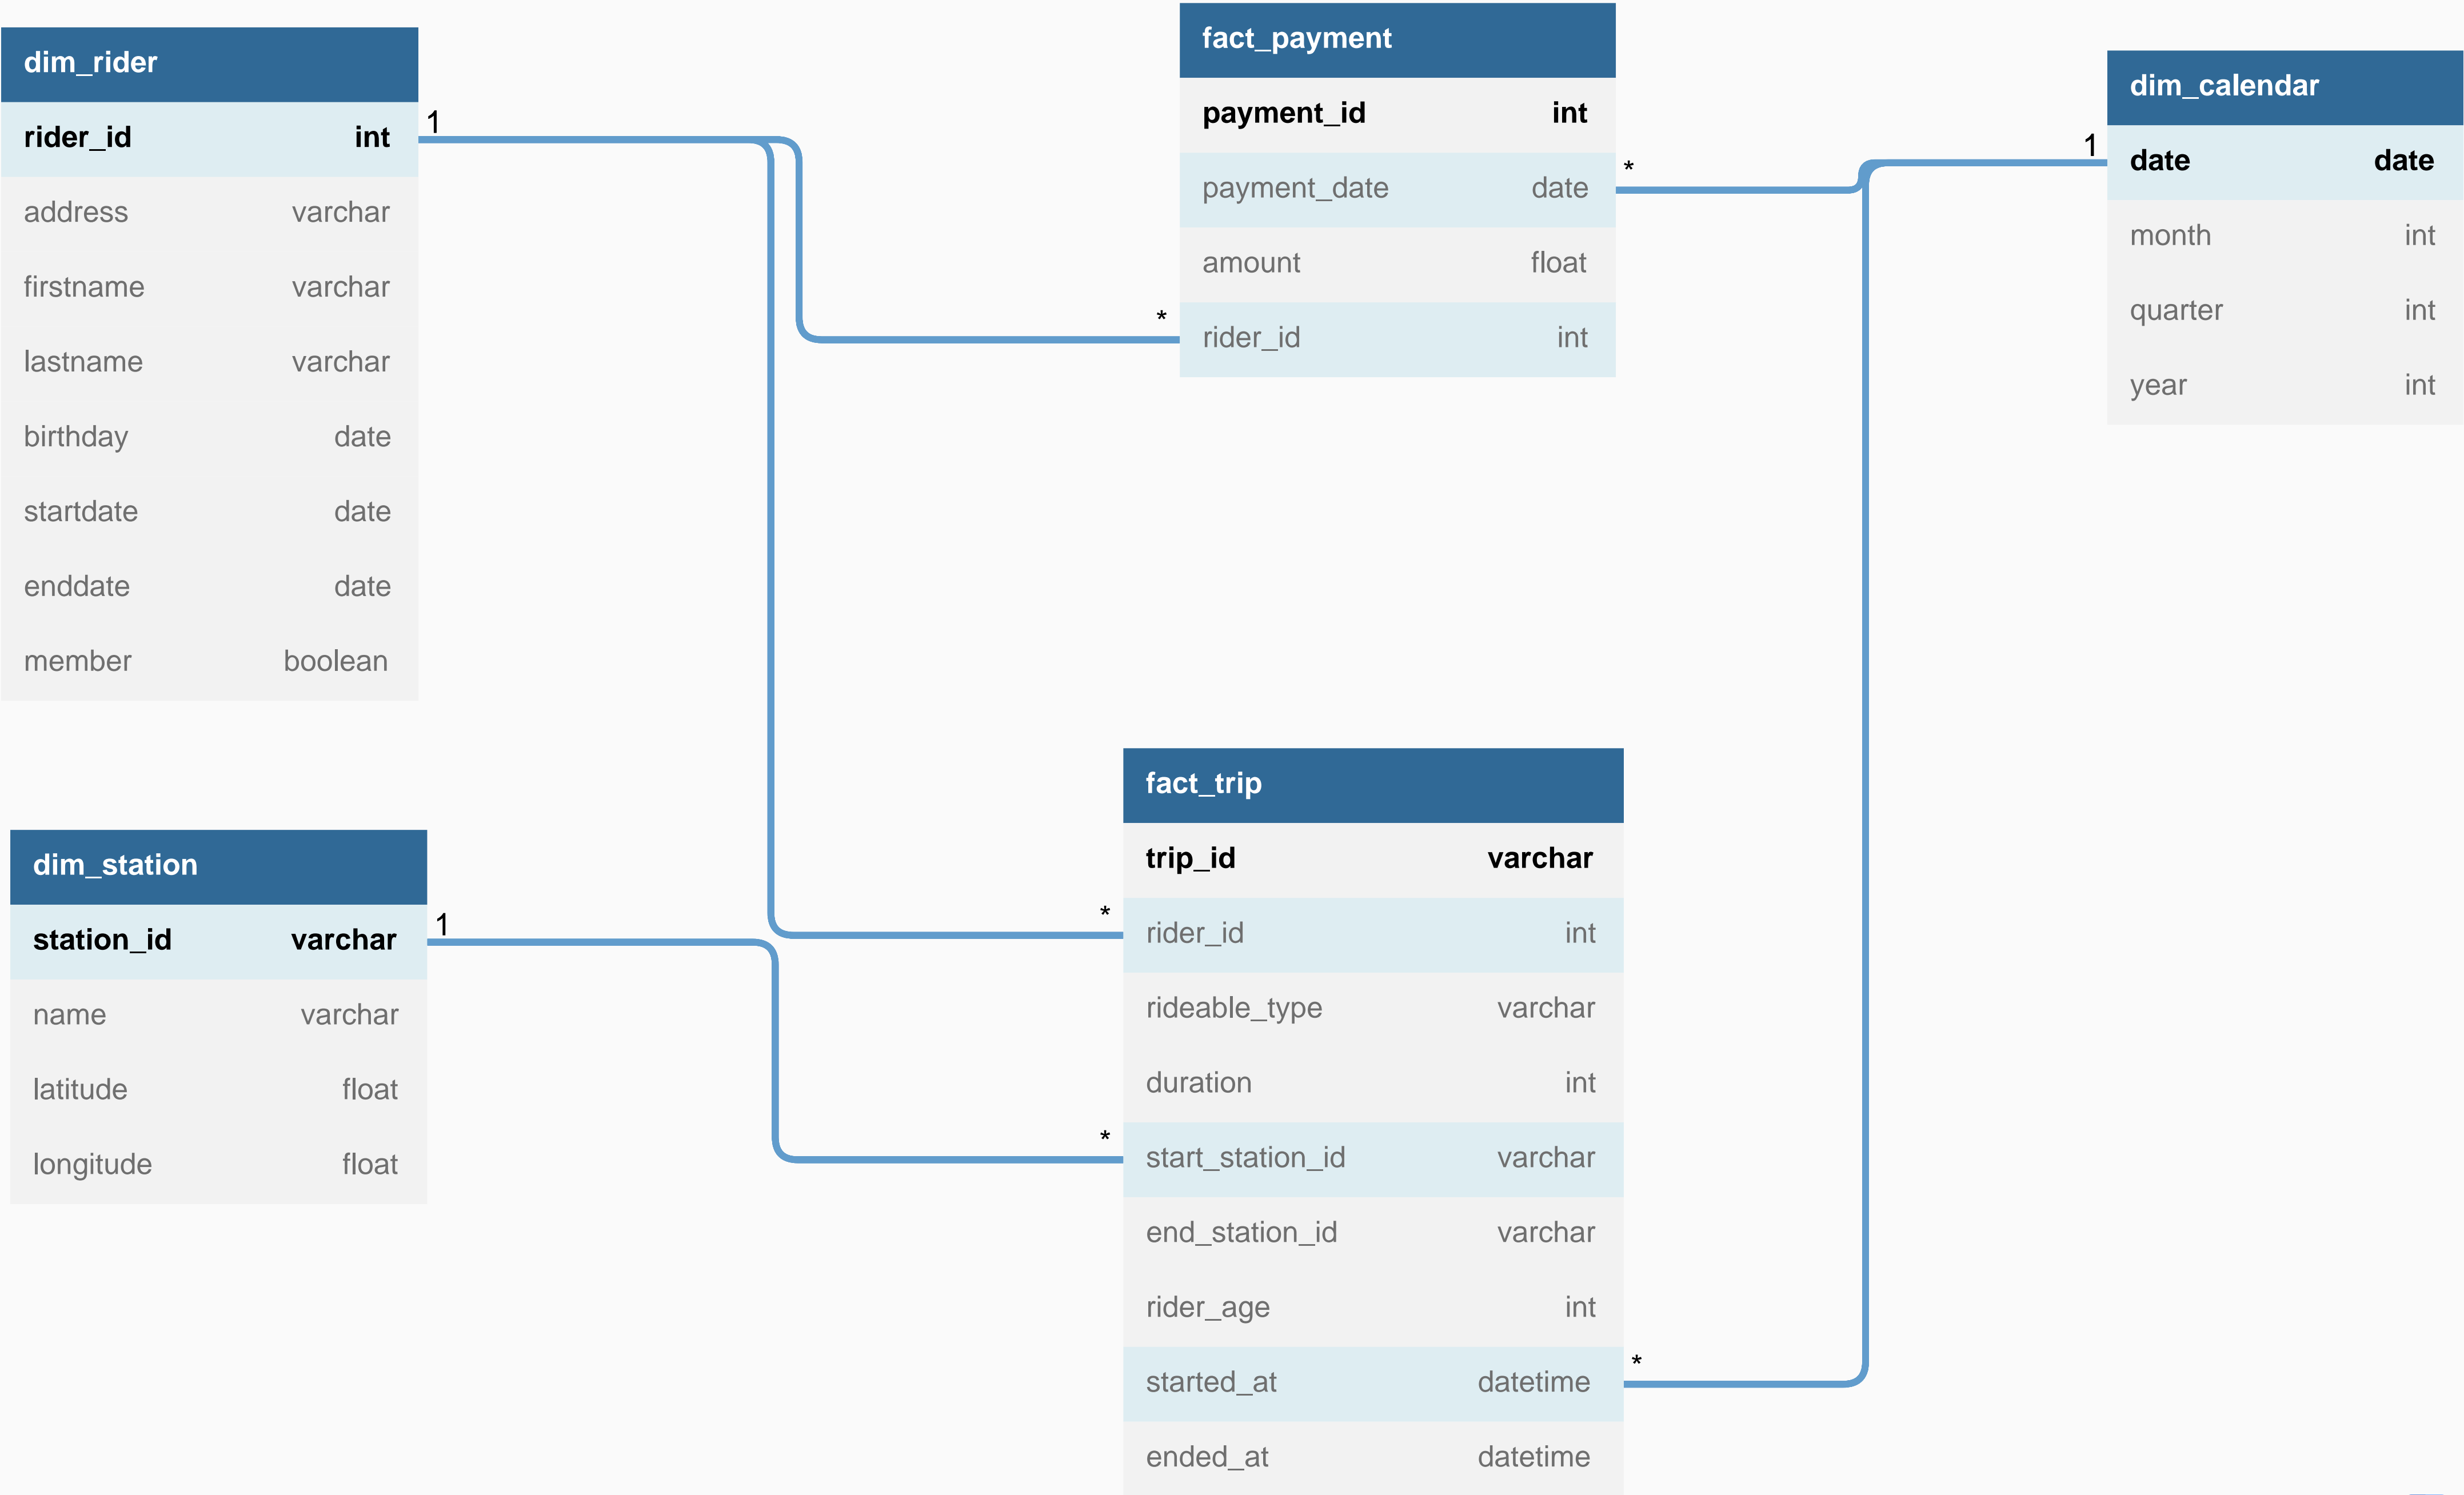 dim_rider
rider_id int
address varchar
firstname varchar
lastname varchar
birthday date
startdate date
enddate date
member boolean
1
fact_payment
payment_id int
payment_date date
amount float
rider_id int
*
*
dim_calendar
date date
month int
quarter int
year int
1
dim_station
station_id varchar
name varchar
latitude float
longitude float
1
fact_trip
trip_id varchar
rider_id int
rideable_type varchar
duration int
start_station_id varchar
end_station_id varchar
rider_age int
started_at datetime
ended_at datetime
*
*
*